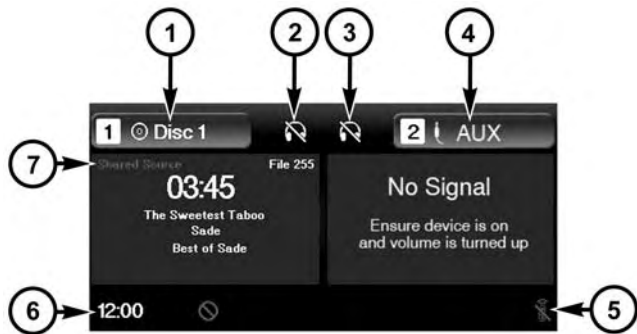 1 2 3 4
1 Disc 1 2 AUX
7 Shared Source File 255
03:45 No Signal
The Sweetest Taboo
Sade Ensure device is on
Best of Sade and volume is turned up
6 12:00 5